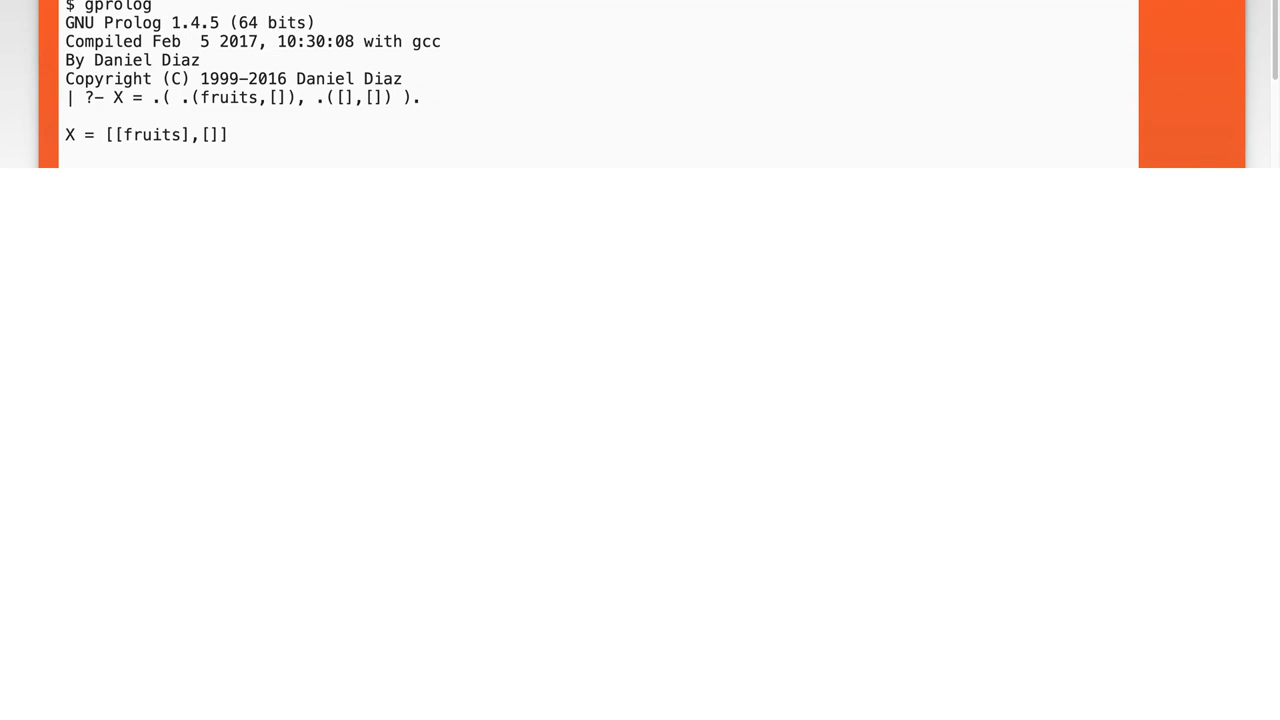 $ gprolog
GNU Prolog 1.4.5 (64 bits)
Compiled Feb  5 2017, 10:30:08 with gcc
By Daniel Diaz
Copyright (C) 1999-2016 Daniel Diaz
| ?- X = .( .(fruits,[]), .([],[]) ).
X = [[fruits],[]]